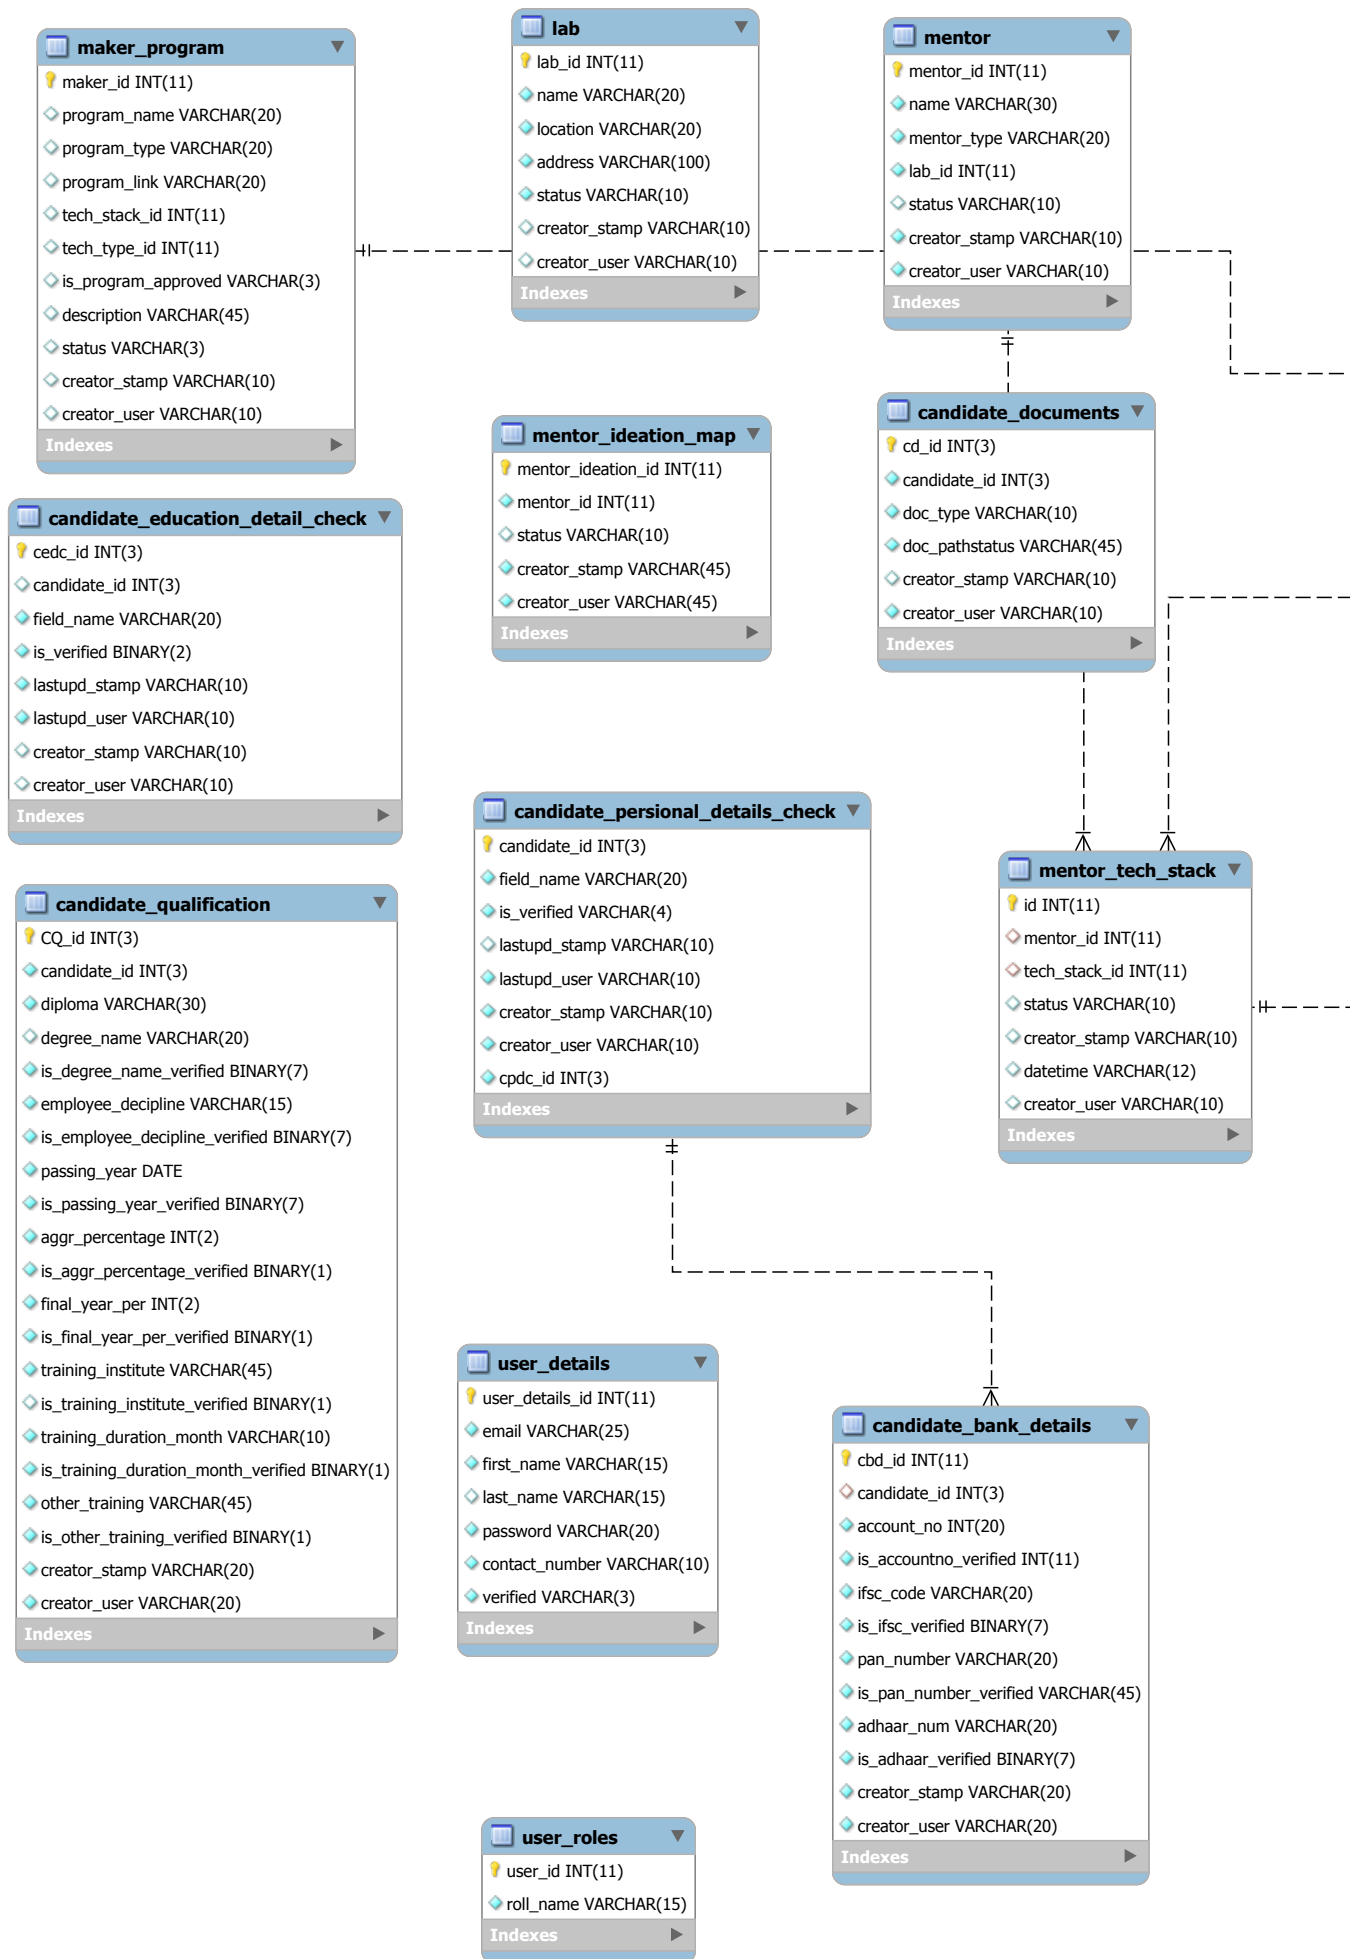 maker_program
maker_id INT(11)
program_name VARCHAR(20)
program_type VARCHAR(20)
program_link VARCHAR(20)
tech_stack_id INT(11)
tech_type_id INT(11)
is_program_approved VARCHAR(3)
description VARCHAR(45)
status VARCHAR(3)
creator_stamp VARCHAR(10)
creator_user VARCHAR(10)
Indexes
lab
lab_id INT(11)
name VARCHAR(20)
location VARCHAR(20)
address VARCHAR(100)
status VARCHAR(10)
creator_stamp VARCHAR(10)
creator_user VARCHAR(10)
Indexes
mentor
mentor_id INT(11)
name VARCHAR(30)
mentor_type VARCHAR(20)
lab_id INT(11)
status VARCHAR(10)
creator_stamp VARCHAR(10)
creator_user VARCHAR(10)
Indexes
mentor_ideation_map
mentor_ideation_id INT(11)
mentor_id INT(11)
status VARCHAR(10)
creator_stamp VARCHAR(45)
creator_user VARCHAR(45)
Indexes
candidate_documents
cd_id INT(3)
candidate_id INT(3)
doc_type VARCHAR(10)
doc_pathstatus VARCHAR(45)
creator_stamp VARCHAR(10)
creator_user VARCHAR(10)
Indexes
candidate_education_detail_check
cedc_id INT(3)
candidate_id INT(3)
field_name VARCHAR(20)
is_verified BINARY(2)
lastupd_stamp VARCHAR(10)
lastupd_user VARCHAR(10)
creator_stamp VARCHAR(10)
creator_user VARCHAR(10)
Indexes
candidate_persional_details_check
candidate_id INT(3)
field_name VARCHAR(20)
is_verified VARCHAR(4)
lastupd_stamp VARCHAR(10)
lastupd_user VARCHAR(10)
creator_stamp VARCHAR(10)
creator_user VARCHAR(10)
cpdc_id INT(3)
Indexes
mentor_tech_stack
id INT(11)
mentor_id INT(11)
tech_stack_id INT(11)
status VARCHAR(10)
creator_stamp VARCHAR(10)
datetime VARCHAR(12)
creator_user VARCHAR(10)
Indexes
candidate_qualification
CQ_id INT(3)
candidate_id INT(3)
diploma VARCHAR(30)
degree_name VARCHAR(20)
is_degree_name_verified BINARY(7)
employee_decipline VARCHAR(15)
is_employee_decipline_verified BINARY(7)
passing_year DATE
is_passing_year_verified BINARY(7)
aggr_percentage INT(2)
is_aggr_percentage_verified BINARY(1)
final_year_per INT(2)
is_final_year_per_verified BINARY(1)
training_institute VARCHAR(45)
is_training_institute_verified BINARY(1)
training_duration_month VARCHAR(10)
is_training_duration_month_verified BINARY(1)
other_training VARCHAR(45)
is_other_training_verified BINARY(1)
creator_stamp VARCHAR(20)
creator_user VARCHAR(20)
Indexes
user_details
user_details_id INT(11)
email VARCHAR(25)
first_name VARCHAR(15)
last_name VARCHAR(15)
password VARCHAR(20)
contact_number VARCHAR(10)
verified VARCHAR(3)
Indexes
candidate_bank_details
cbd_id INT(11)
candidate_id INT(3)
account_no INT(20)
is_accountno_verified INT(11)
ifsc_code VARCHAR(20)
is_ifsc_verified BINARY(7)
pan_number VARCHAR(20)
is_pan_number_verified VARCHAR(45)
adhaar_num VARCHAR(20)
is_adhaar_verified BINARY(7)
creator_stamp VARCHAR(20)
creator_user VARCHAR(20)
Indexes
user_roles
user_id INT(11)
roll_name VARCHAR(15)
Indexes